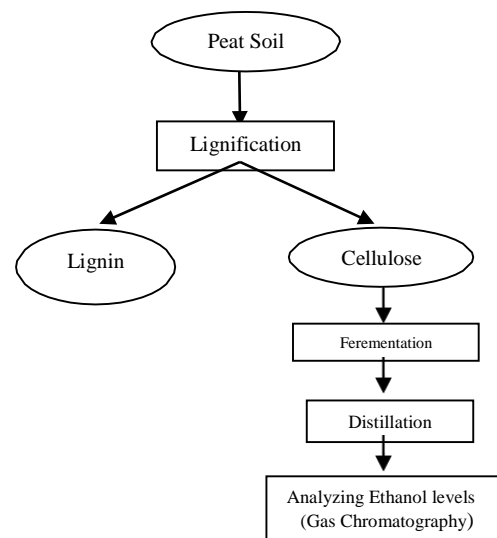 Peat Soil
Lignification
Lignin
Cellulose
Ferementation
Distillation
Analyzing Ethanol levels
(Gas Chromatography)